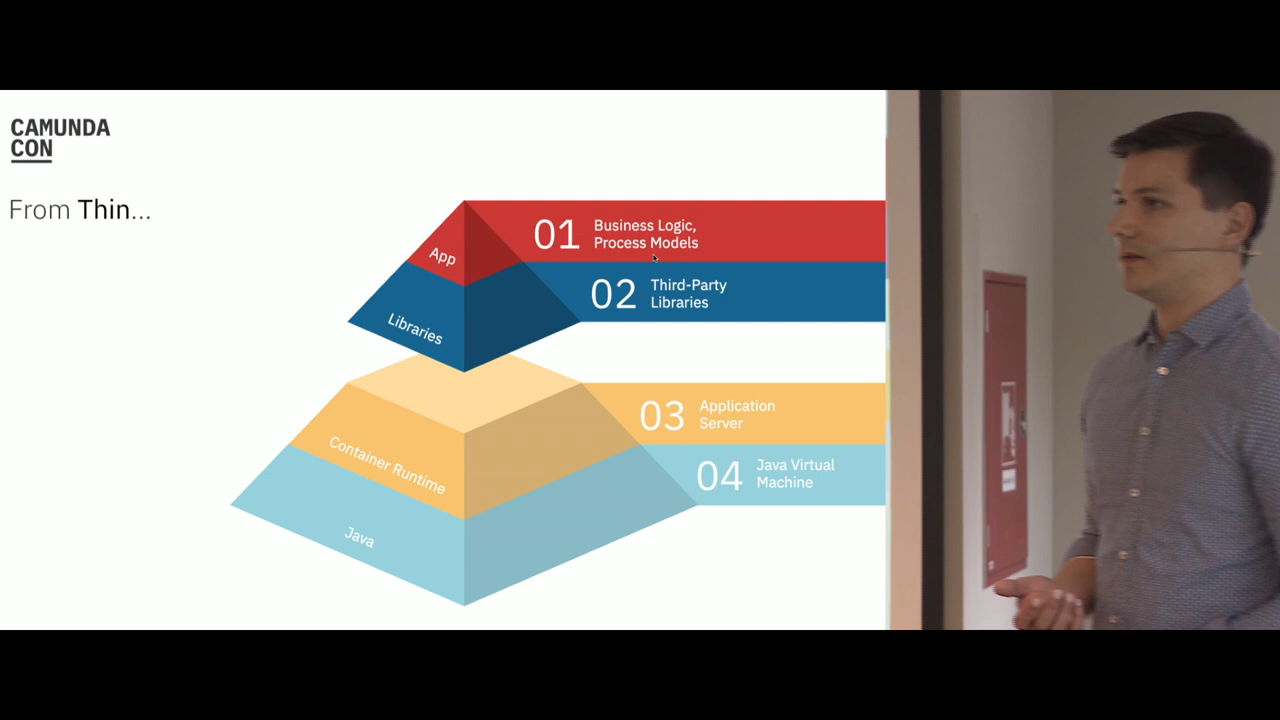 CAMUNDA
CON
From Thin...
App
01
Business Logic,
Process Models
Libraries
02
Third-Party
Libraries
Container Runtime
03
Application
Server
Java
04
Java Virtual
Machine